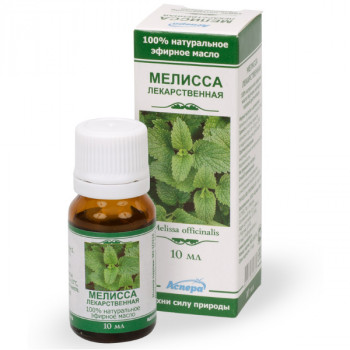 100% натуральное
эфирное масло
МЕЛИССА
ЛЕКАРСТВЕННАЯ
Melissa officinalis
10 мл
Аспера
силу природы
МЕЛИССА
ЛЕКАРСТВЕННАЯ
100% натуральное
эфирное масло
10 мл